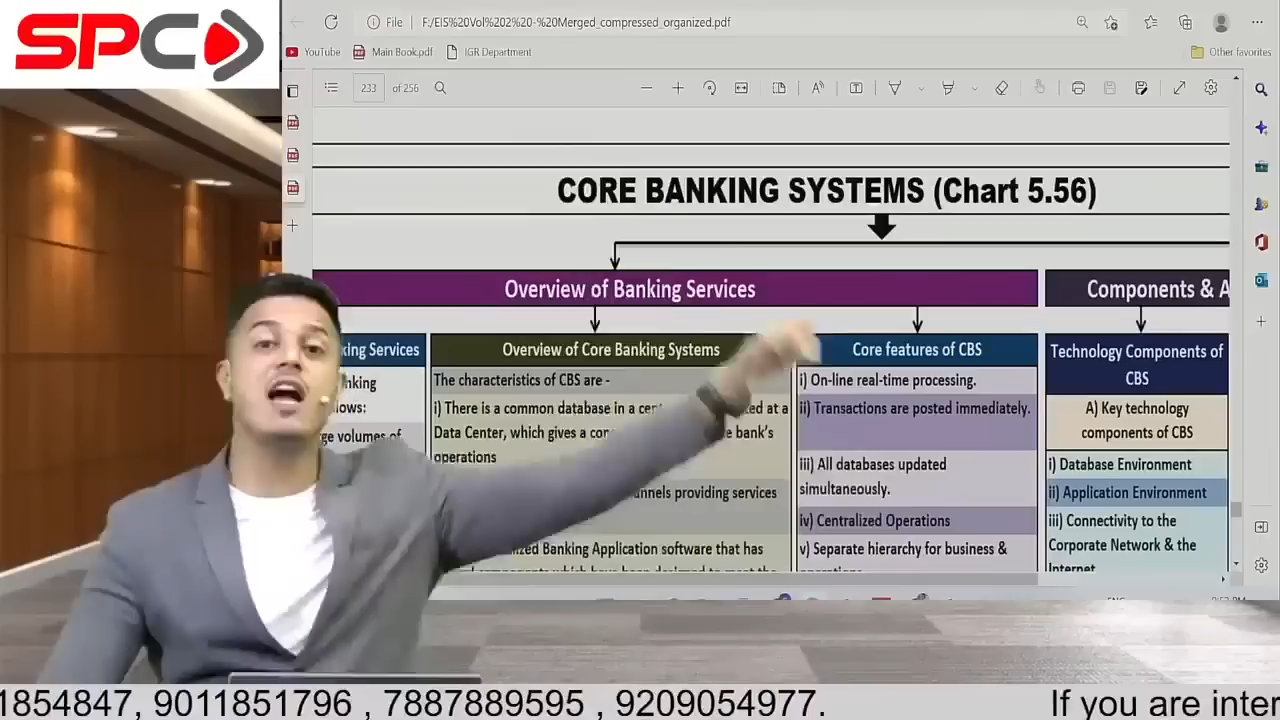 SPC
File
F:/EIS%20Vol%202%20-%20Merged_compressed_organized.pdf
YouTube
Main Book.pdf
IGR Department
Other favorites
233
of 256
CORE BANKING SYSTEMS (Chart 5.56)
Overview of Banking Services
Components & A
king Services
Overview of Core Banking Systems
Core features of CBS
Technology Components of
CBS
nking
lows:
ge volumes of
The characteristics of CBS are -
i) There is a common database in a cen
ed at a
Data Center, which gives a con
e bank's
operations
nnels providing services
zed Banking Application software that has
i) On-line real-time processing.
ii) Transactions are posted immediately.
iii) All databases updated
simultaneously.
iv) Centralized Operations
v) Separate hierarchy for business &
A) Key technology
components of CBS
i) Database Environment
ii) Application Environment
iii) Connectivity to the
Corporate Network & the
Internet
1854847, 9011851796 , 7887889595 , 9209054977.
If you are inter